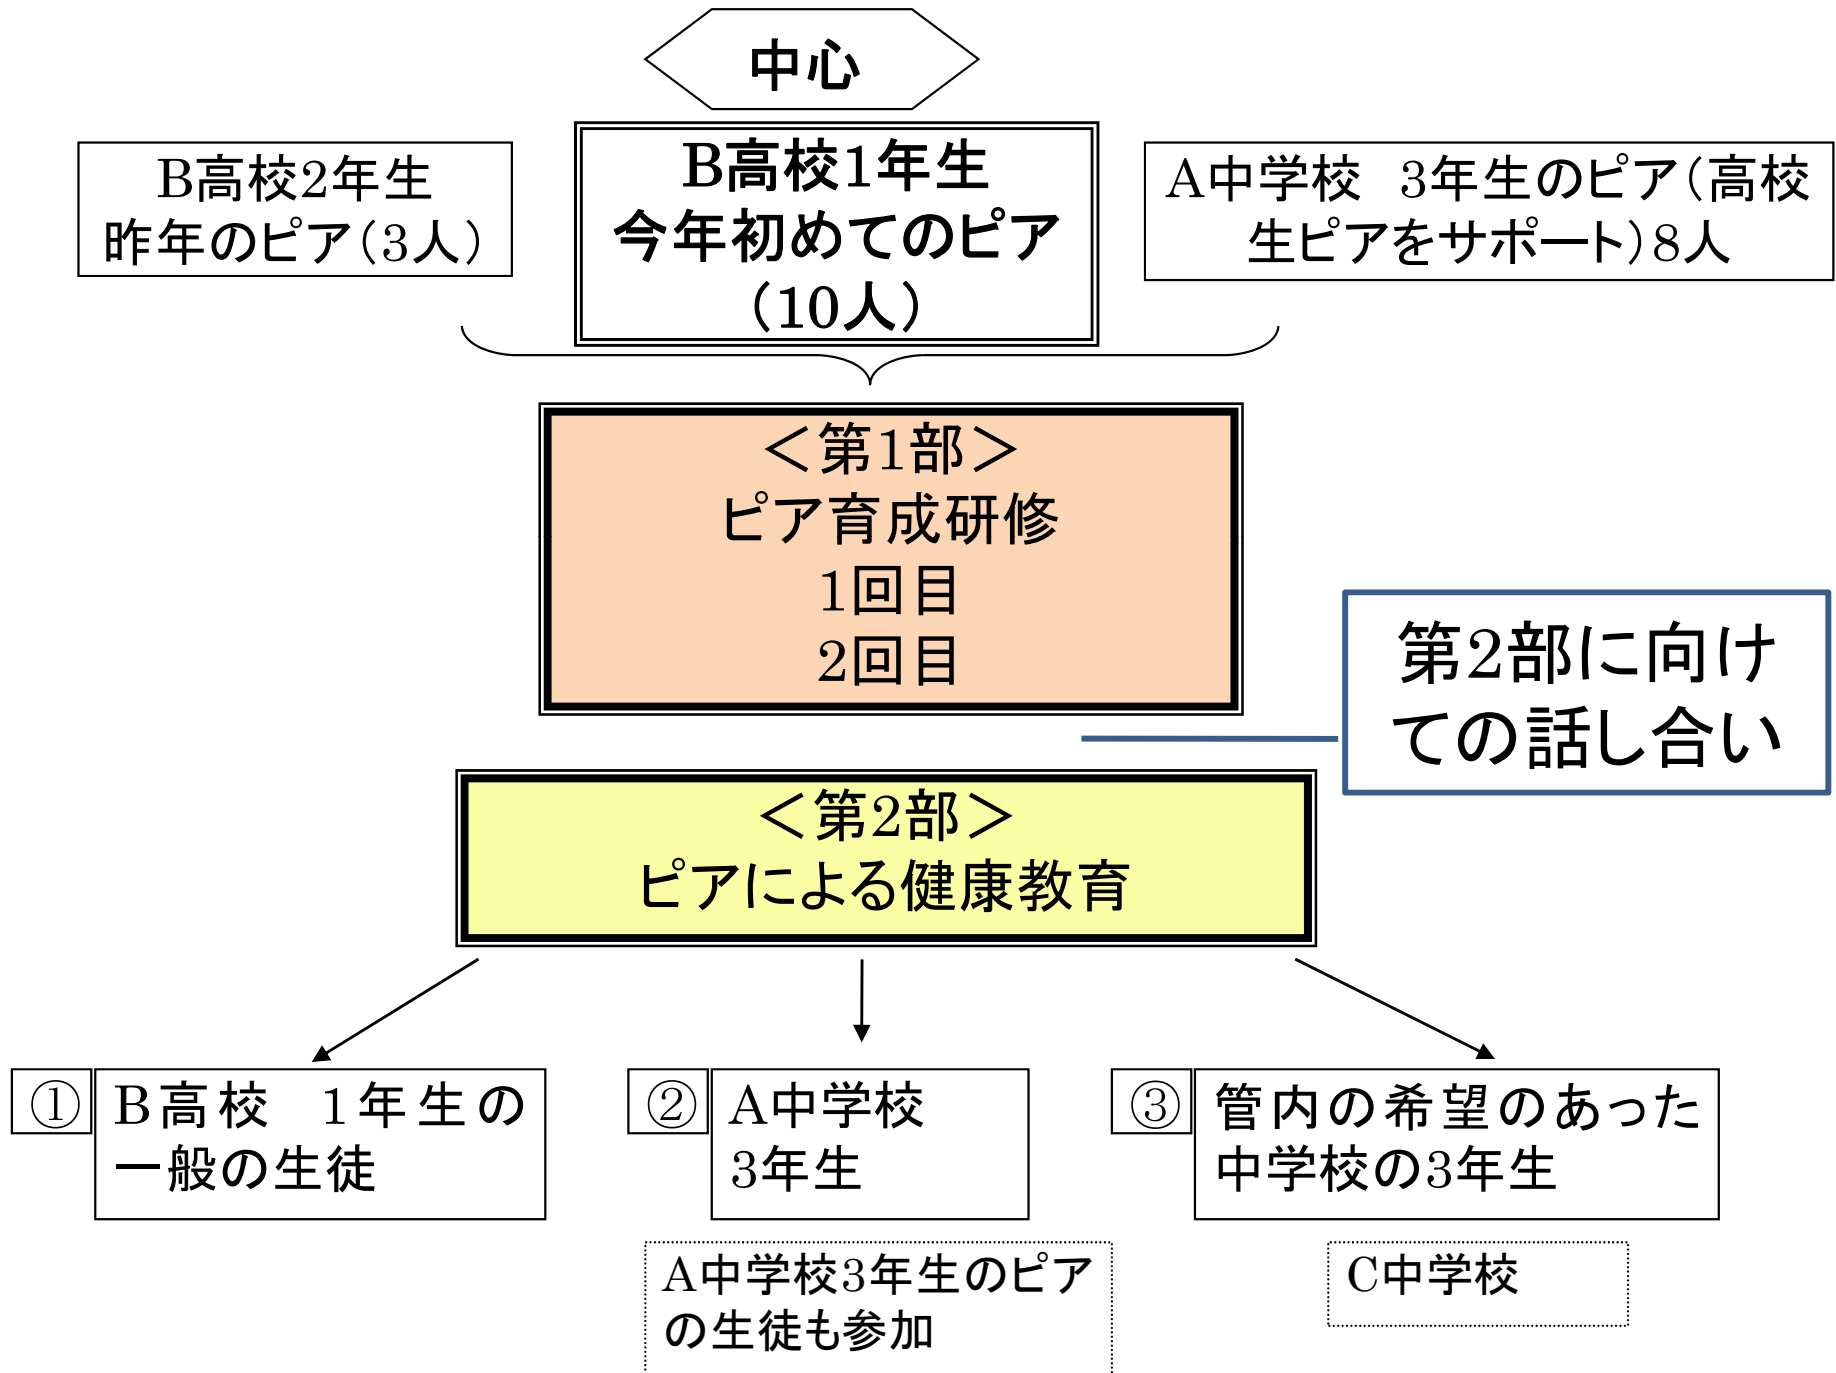 中心
B高校2年生
昨年のピア(3人)
B高校1年生
今年初めてのピア
(10人)
A中学校 3年生のピア(高校
生ピアをサポート)8人
<第1部>
ピア育成研修
1回目
2回目
第2部に向け
ての話し合い
<第2部>
ピアによる健康教育
①
B高校 1年生の
一般の生徒
②
A中学校
3年生
③
管内の希望のあった
中学校の3年生
A中学校3年生のピア
の生徒も参加
C中学校